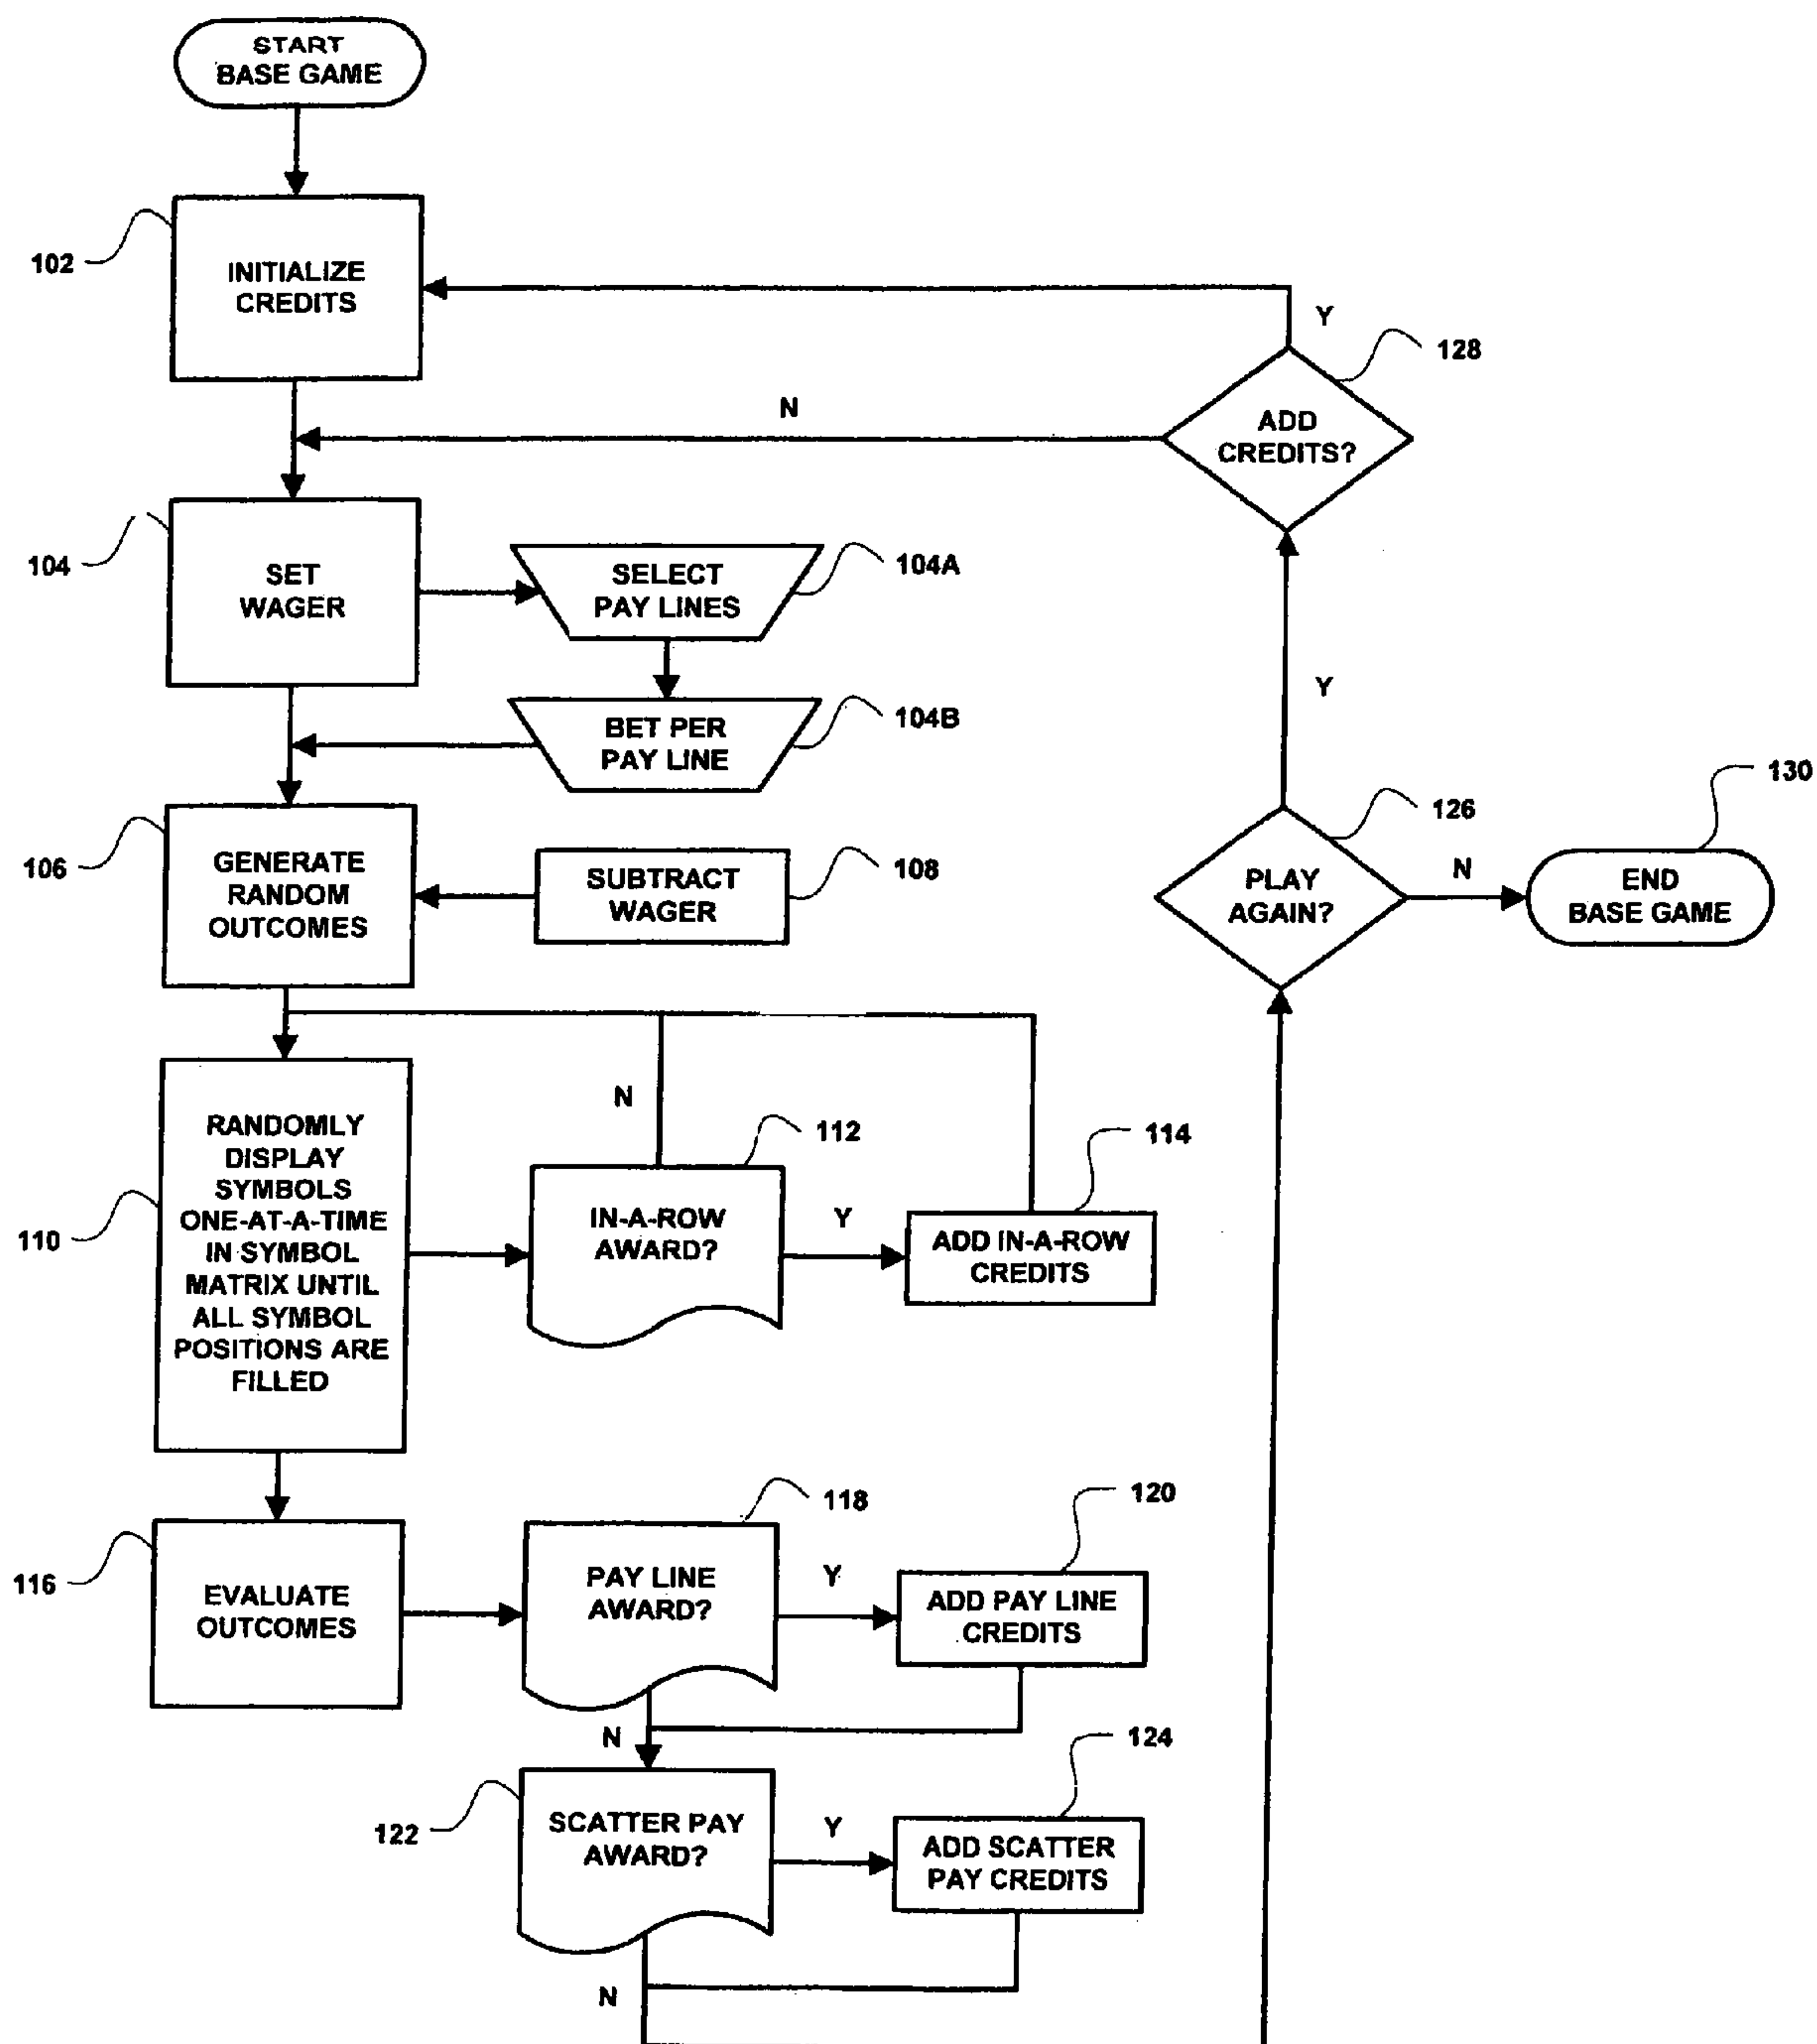 START
BASE GAME
102
INITIALIZE
CREDITS
Y
128
N
ADD
CREDITS?
104
SET
WAGER
SELECT
PAY LINES
104A
BET PER
PAY LINE
104B
Y
130
126
106
GENERATE
RANDOM
OUTCOMES
SUBTRACT
WAGER
108
PLAY
AGAIN?
N
END
BASE GAME
N
112
114
110
RANDOMLY
DISPLAY
SYMBOLS
ONE-AT-A-TIME
IN SYMBOL
MATRIX UNTIL
ALL SYMBOL
POSITIONS ARE
FILLED
IN-A-ROW
AWARD?
Y
ADD IN-A-ROW
CREDITS
118
120
116
EVALUATE
OUTCOMES
PAY LINE
AWARD?
Y
ADD PAY LINE
CREDITS
N
124
122
SCATTER PAY
AWARD?
Y
ADD SCATTER
PAY CREDITS
N